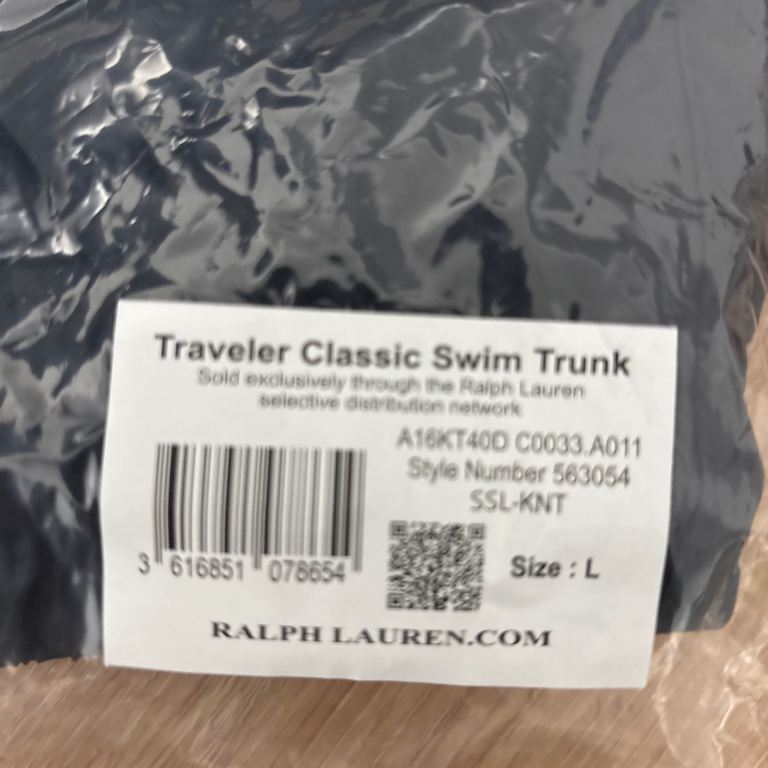 Traveler Classic Swim Trunk
Sold exclusively through the Ralph Lauren
selective distribution network
A16KT40D C0033.A011
Style Number 563054
SSL-KNT
3 616851 078654
Size : L
RALPH LAUREN.COM